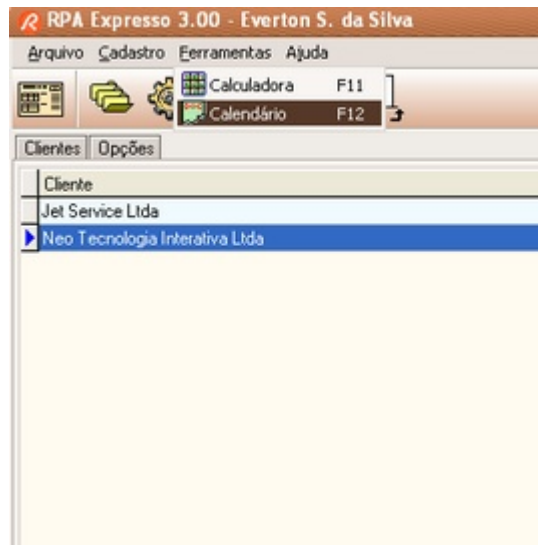 RPA Expresso 3.00 - Everton S. da Silva
Arquivo Cadastro Ferramentas Ajuda
Calculadora F11
Calendário F12
Clientes Opções
Cliente
Jet Service Ltda
Neo Tecnologia Interativa Ltda